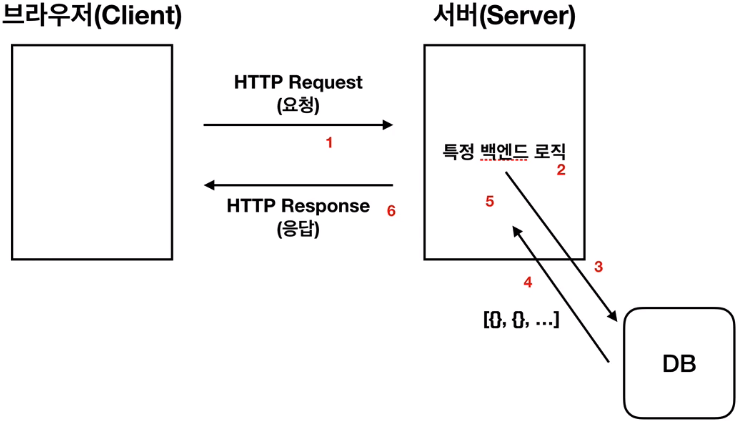 브라우저(Client)
서버(Server)
HTTP Request
(요청)
1
특정 백엔드 로직
2
HTTP Response
(응답)
6
5
3
4
[{}, {}, …]
DB